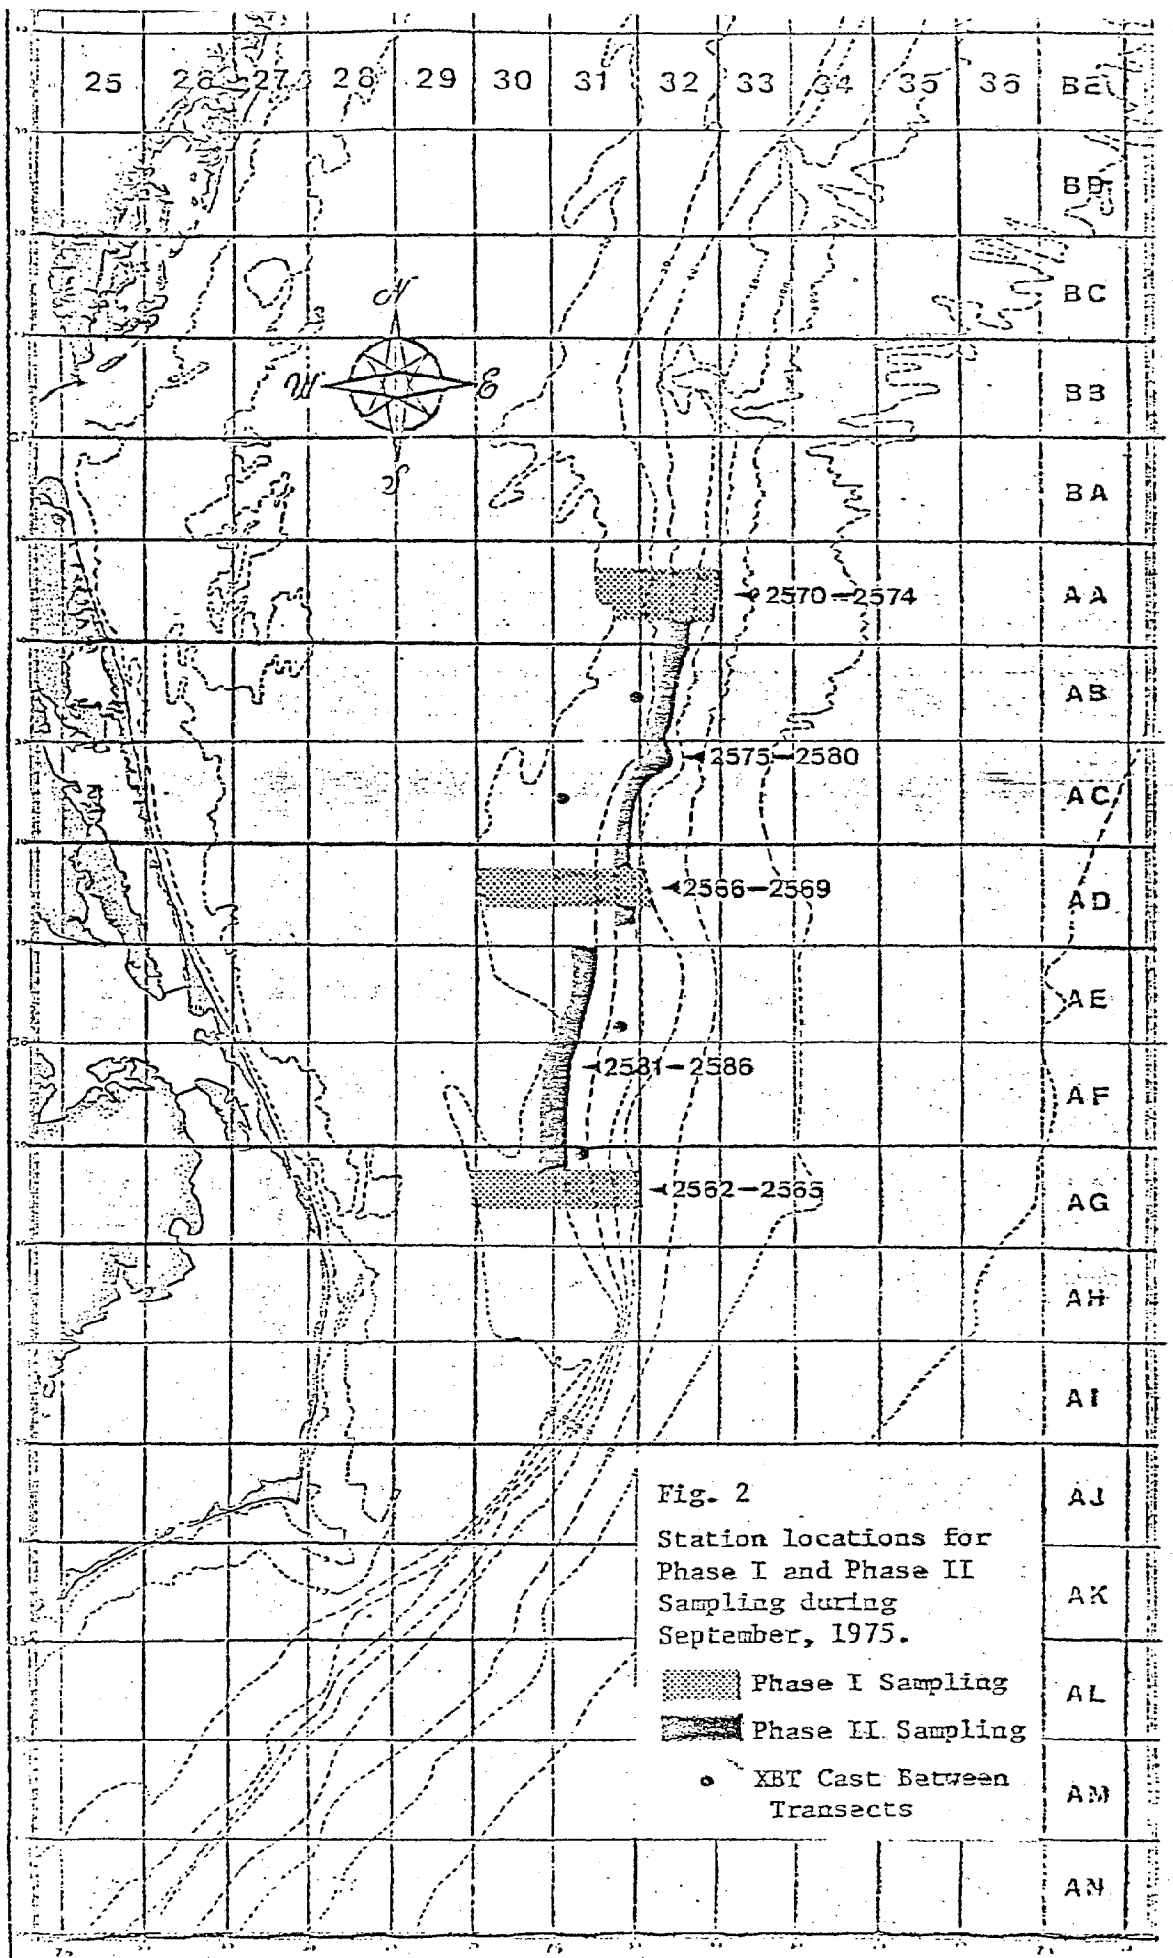 25 26 27 28 29 30 31 32 33 34 35 36 BE
BB
BC
N
W E
BB
S
BA
2570-2574 AA
AB
2575-2580
AC
2566-2569
AD
AE
2581-2586
AF
2562-2565
AG
AH
AI
Fig. 2
AJ
Station locations for
Phase I and Phase II
AK
Sampling during
September, 1975.
Phase I Sampling
AL
Phase II Sampling
XBT Cast Between
AM
Transects
AN